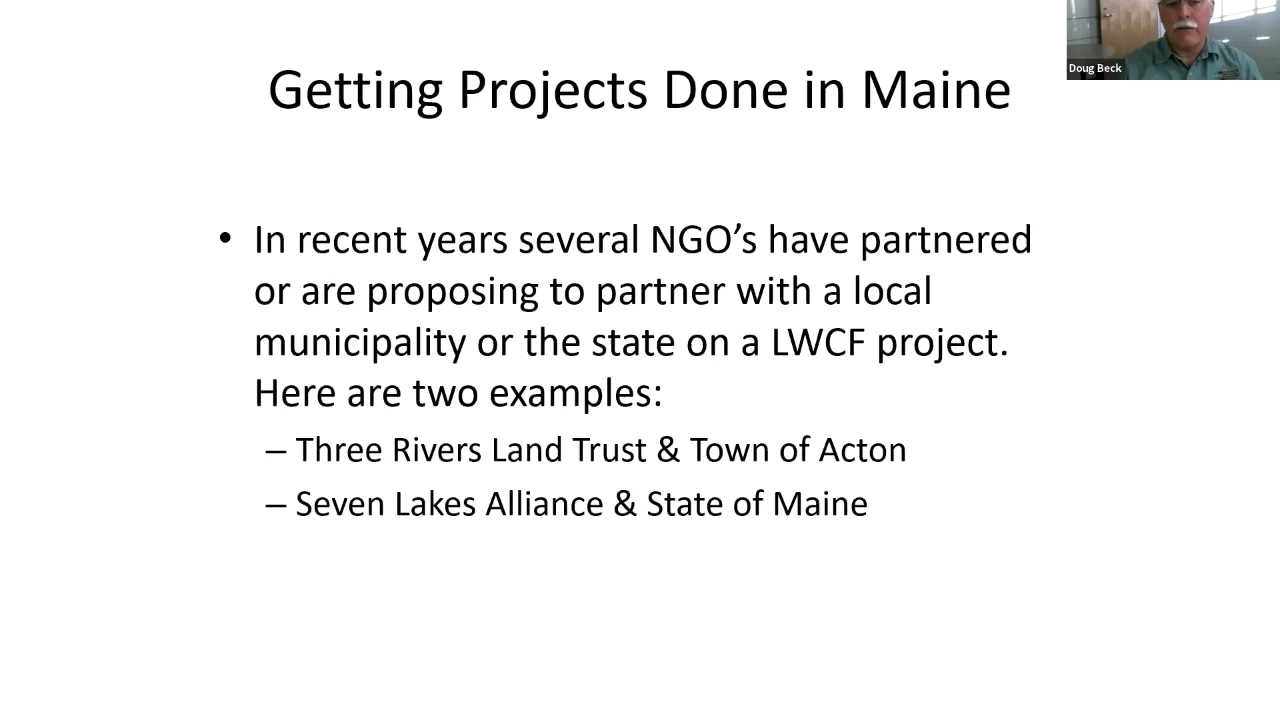 Doug Beck
Getting Projects Done in Maine
• In recent years several NGO’s have partnered
or are proposing to partner with a local
municipality or the state on a LWCF project.
Here are two examples:
– Three Rivers Land Trust & Town of Acton
– Seven Lakes Alliance & State of Maine